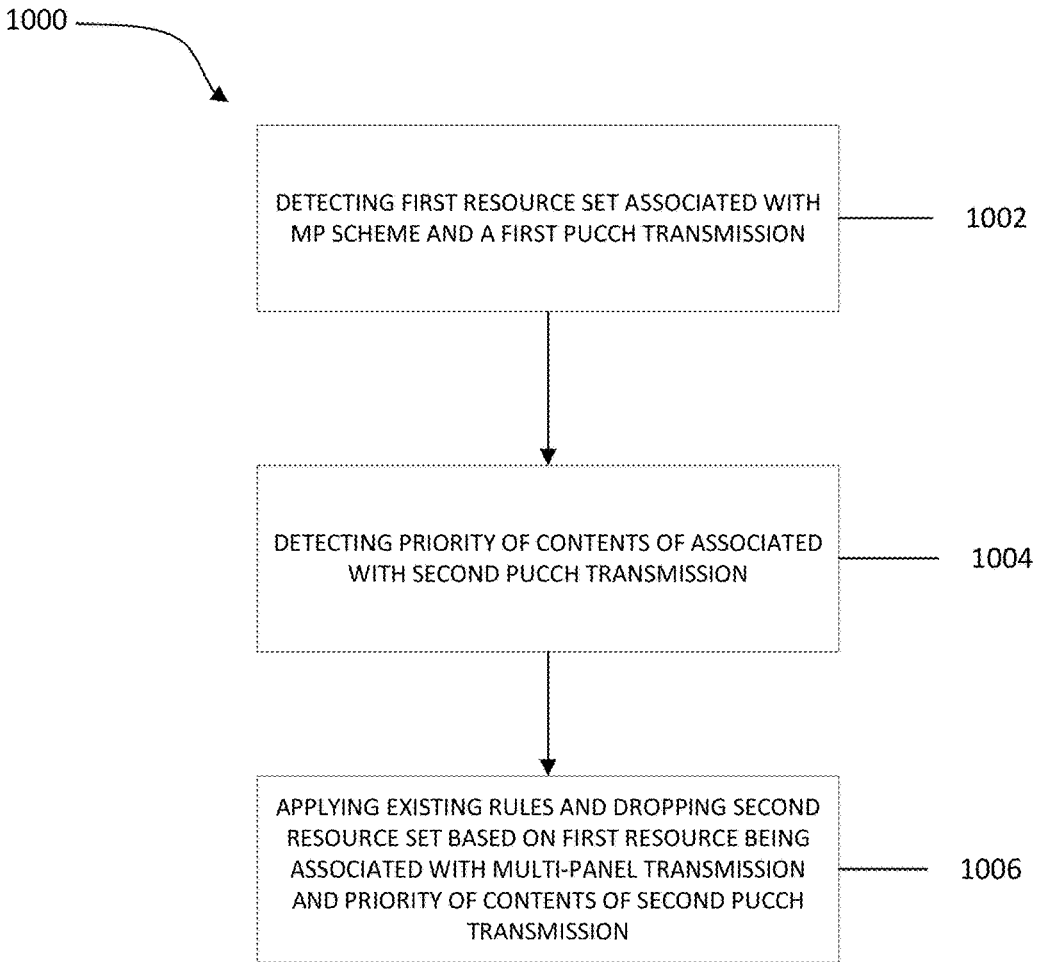 1000
DETECTING FIRST RESOURCE SET ASSOCIATED WITH
MP SCHEME AND A FIRST PUCCH TRANSMISSION
1002
DETECTING PRIORITY OF CONTENTS OF ASSOCIATED
WITH SECOND PUCCH TRANSMISSION
1004
APPLYING EXISTING RULES AND DROPPING SECOND
RESOURCE SET BASED ON FIRST RESOURCE BEING
ASSOCIATED WITH MULTI-PANEL TRANSMISSION
AND PRIORITY OF CONTENTS OF SECOND PUCCH
TRANSMISSION
1006